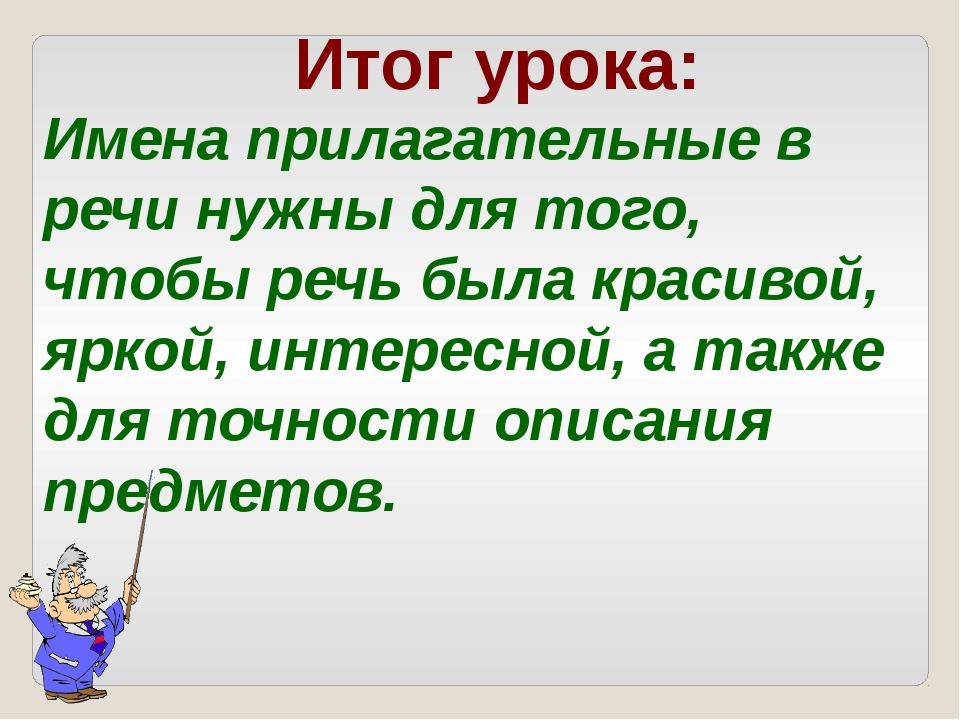 Итог урока:
Имена прилагательные в
речи нужны для того,
чтобы речь была красивой,
яркой, интересной, а также
для точности описания
предметов.